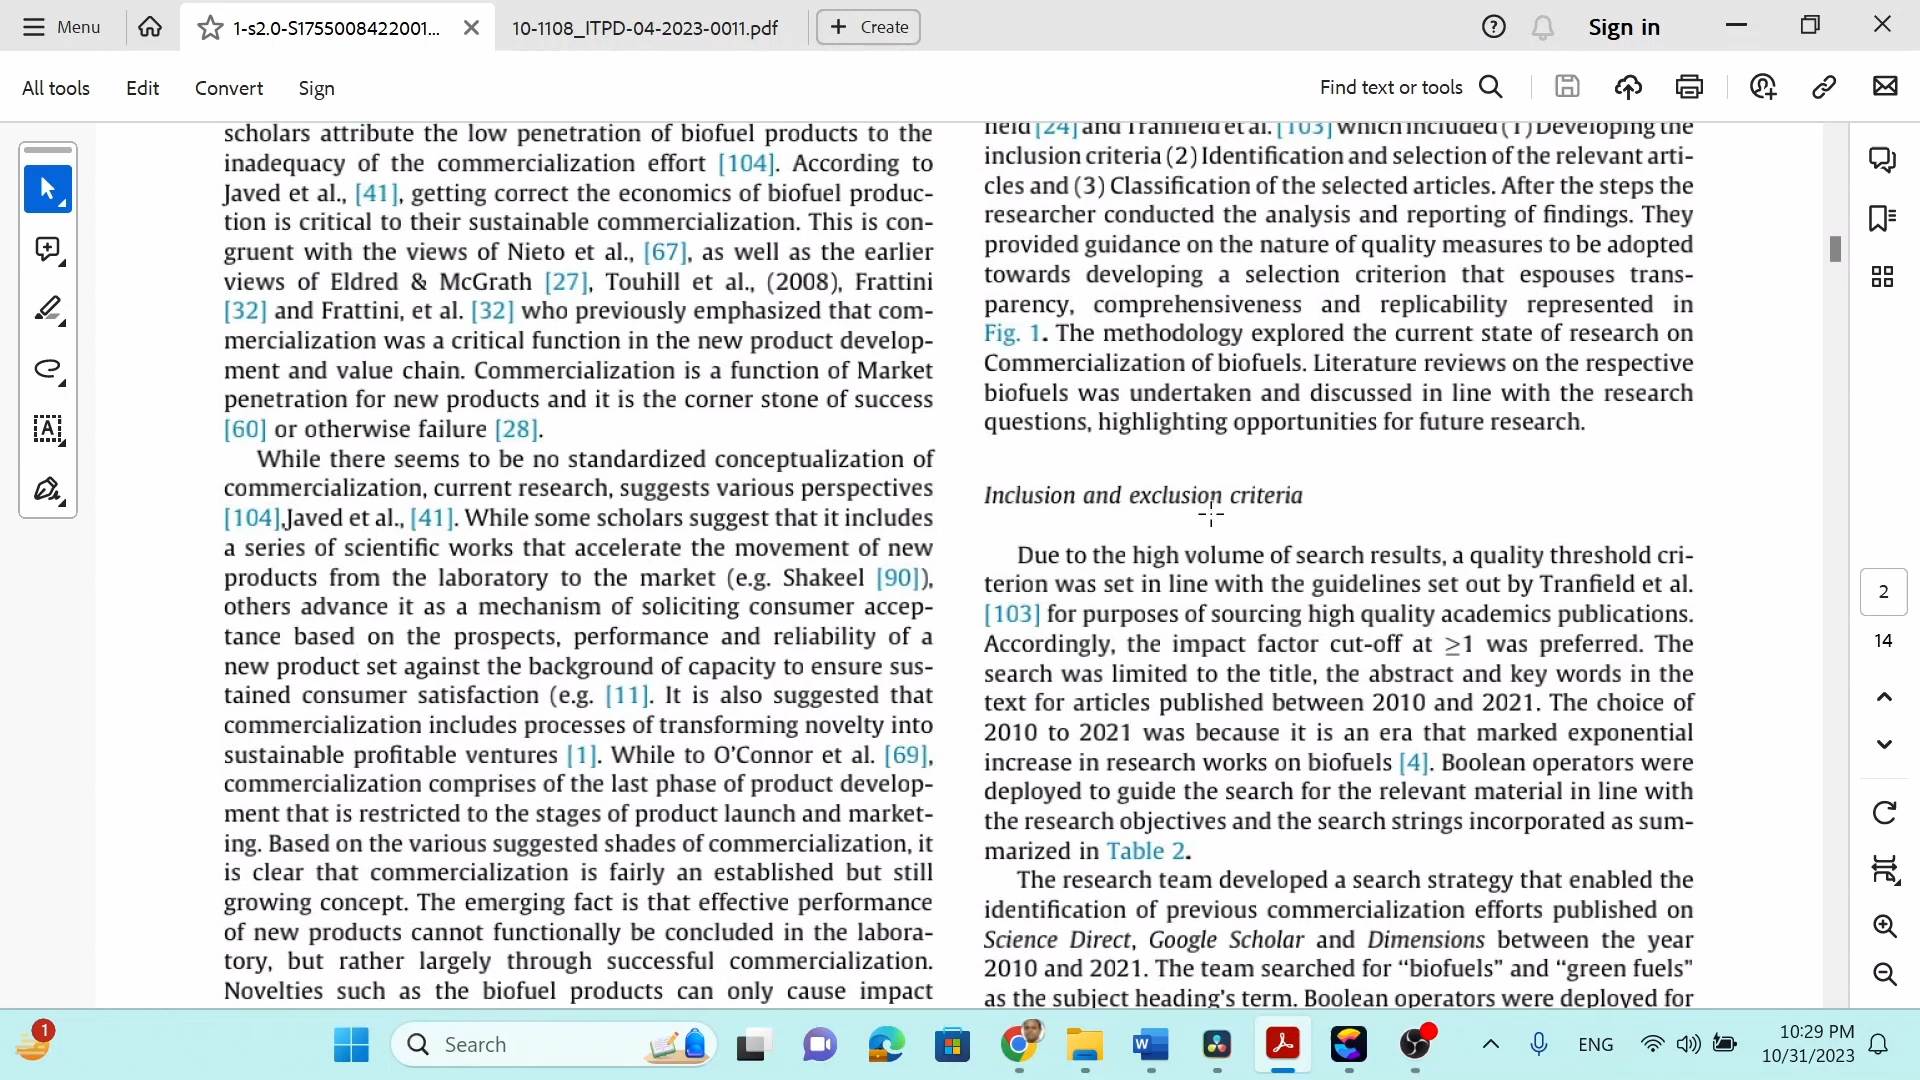 Menu
1-s2.0-S1755008422001...
10-1108_ITPD-04-2023-0011.pdf
+ Create
Sign in
All tools
Edit
Convert
Sign
Find text or tools
scholars attribute the low penetration of biofuel products to the
inadequacy of the commercialization effort [104]. According to
Javed et al., [41], getting correct the economics of biofuel produc-
tion is critical to their sustainable commercialization. This is con-
gruent with the views of Nieto et al., [67], as well as the earlier
views of Eldred & McGrath [27], Touhill et al., (2008), Frattini
[32] and Frattini, et al. [32] who previously emphasized that com-
mercialization was a critical function in the new product develop-
ment and value chain. Commercialization is a function of Market
penetration for new products and it is the corner stone of success
[60] or otherwise failure [28].
While there seems to be no standardized conceptualization of
commercialization, current research, suggests various perspectives
[104],Javed et al., [41]. While some scholars suggest that it includes
a series of scientific works that accelerate the movement of new
products from the laboratory to the market (e.g. Shakeel [90]),
others advance it as a mechanism of soliciting consumer accep-
tance based on the prospects, performance and reliability of a
new product set against the background of capacity to ensure sus-
tained consumer satisfaction (e.g. [11]. It is also suggested that
commercialization includes processes of transforming novelty into
sustainable profitable ventures [1]. While to O'Connor et al. [69],
commercialization comprises of the last phase of product develop-
ment that is restricted to the stages of product launch and market-
ing. Based on the various suggested shades of commercialization, it
is clear that commercialization is fairly an established but still
growing concept. The emerging fact is that effective performance
of new products cannot functionally be concluded in the labora-
tory, but rather largely through successful commercialization.
Novelties such as the biofuel products can only cause impact
field [24] and Tranfield et al. [103] which included (1) Developing the
inclusion criteria (2) Identification and selection of the relevant arti-
cles and (3) Classification of the selected articles. After the steps the
researcher conducted the analysis and reporting of findings. They
provided guidance on the nature of quality measures to be adopted
towards developing a selection criterion that espouses trans-
parency, comprehensiveness and replicability represented in
Fig. 1. The methodology explored the current state of research on
Commercialization of biofuels. Literature reviews on the respective
biofuels was undertaken and discussed in line with the research
questions, highlighting opportunities for future research.
Inclusion and exclusion criteria
Due to the high volume of search results, a quality threshold cri-
terion was set in line with the guidelines set out by Tranfield et al.
[103] for purposes of sourcing high quality academics publications.
Accordingly, the impact factor cut-off at ≥1 was preferred. The
search was limited to the title, the abstract and key words in the
text for articles published between 2010 and 2021. The choice of
2010 to 2021 was because it is an era that marked exponential
increase in research works on biofuels [4]. Boolean operators were
deployed to guide the search for the relevant material in line with
the research objectives and the search strings incorporated as sum-
marized in Table 2.
The research team developed a search strategy that enabled the
identification of previous commercialization efforts published on
Science Direct, Google Scholar and Dimensions between the year
2010 and 2021. The team searched for "biofuels" and "green fuels"
as the subject heading's term. Boolean operators were deployed for
2
14
1
Search
ENG
10:29 PM
10/31/2023